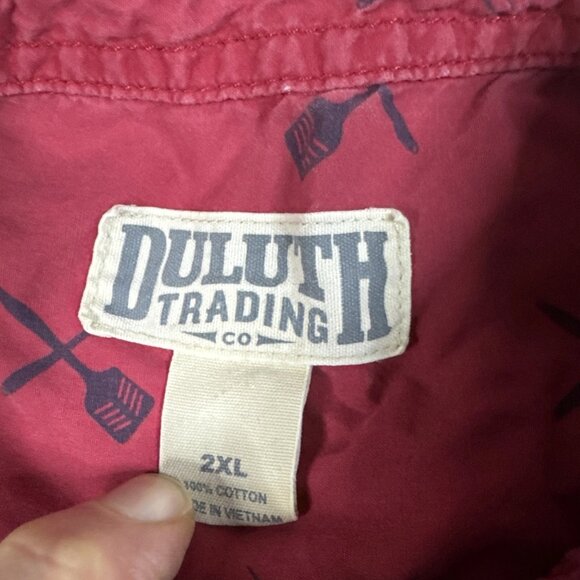 DULUTH
TRADING
CO
2XL
100% COTTON
DE IN VIETNAM